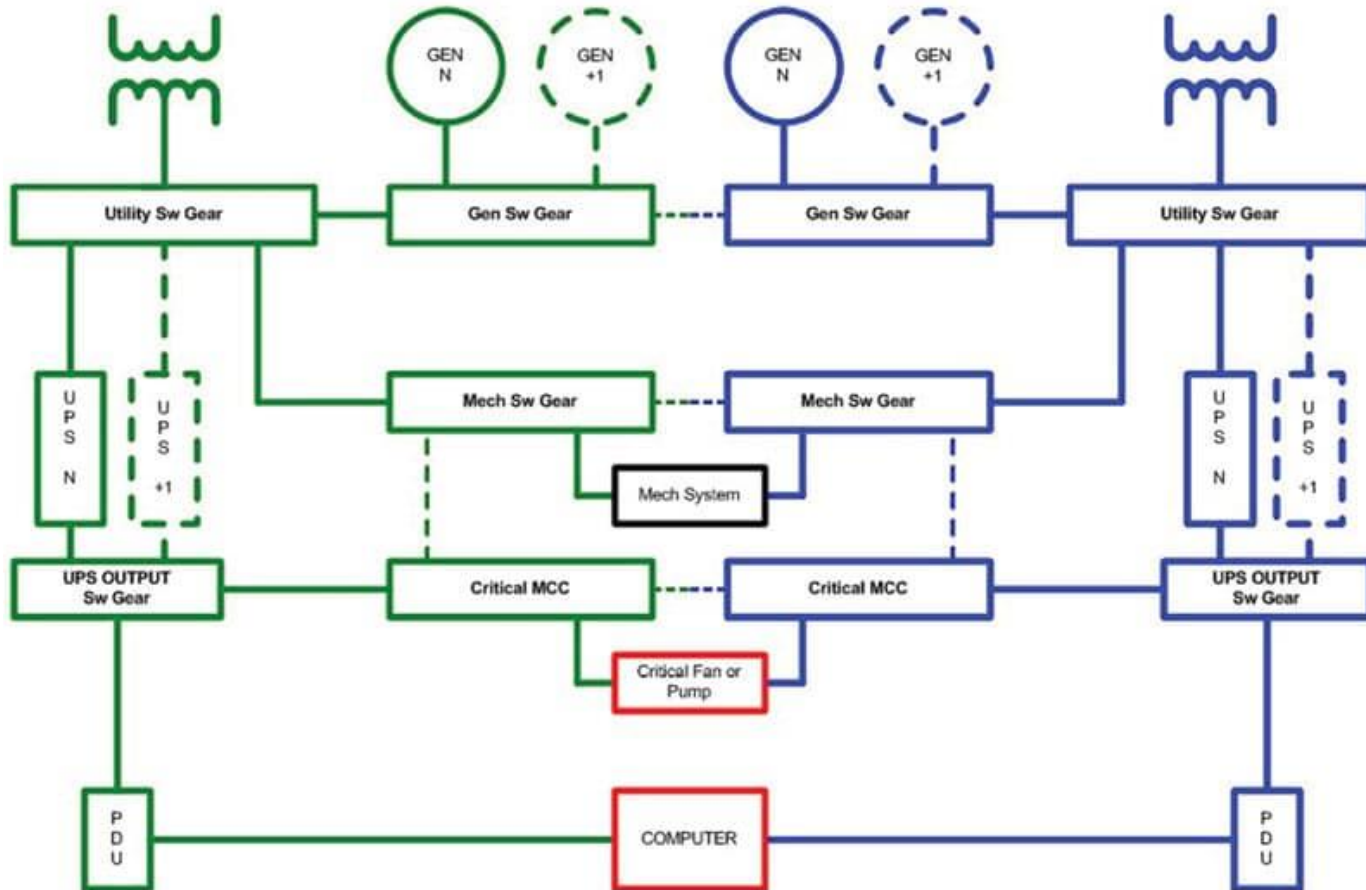 GEN
N
GEN
+1
GEN
N
GEN
+1
Utility Sw Gear
Gen Sw Gear
Gen Sw Gear
Utility Sw Gear
U
P
S
N
U
P
S
+1
Mech Sw Gear
Mech Sw Gear
U
P
S
N
U
P
S
+1
Mech System
UPS OUTPUT
Sw Gear
Critical MCC
Critical MCC
UPS OUTPUT
Sw Gear
Critical Fan or
Pump
P
D
U
COMPUTER
P
D
U